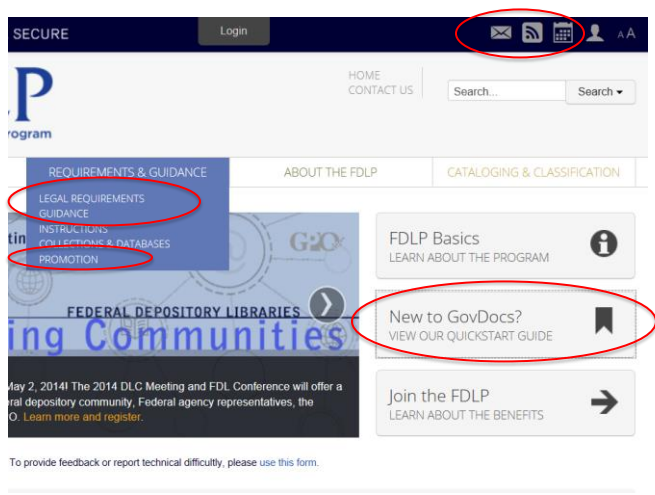 SECURE
Login
AA
P
rogram
HOME
CONTACT US
Search...
Search
REQUIREMENTS & GUIDANCE
ABOUT THE FDLP
CATALOGING & CLASSIFICATION
LEGAL REQUIREMENTS
GUIDANCE
INSTRUCTIONS
COLLECTIONS & DATABASES
PROMOTION
tin
FEDERAL DEPOSITORY LIBRARIES
ing Communities
May 2, 2014! The 2014 DLC Meeting and FDL Conference will offer a
ral depository community, Federal agency representatives, the
O. Learn more and register.
FDLP Basics
LEARN ABOUT THE PROGRAM
New to GovDocs?
VIEW OUR QUICKSTART GUIDE
Join the FDLP
LEARN ABOUT THE BENEFITS
To provide feedback or report technical difficultly, please use this form.